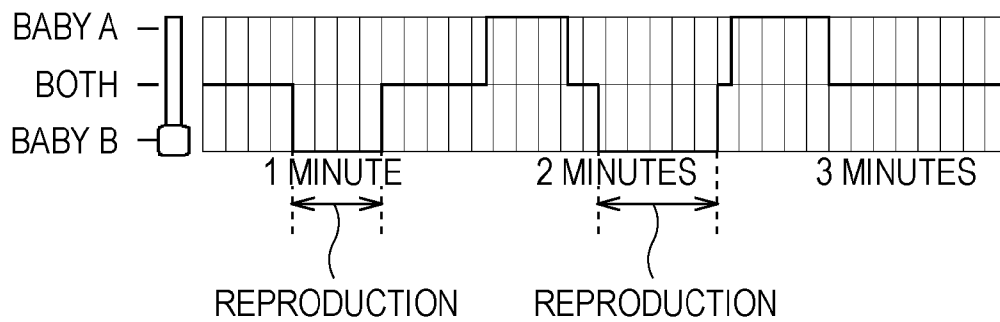 BABY A
BOTH
BABY B
1 MINUTE 2 MINUTES 3 MINUTES
REPRODUCTION REPRODUCTION